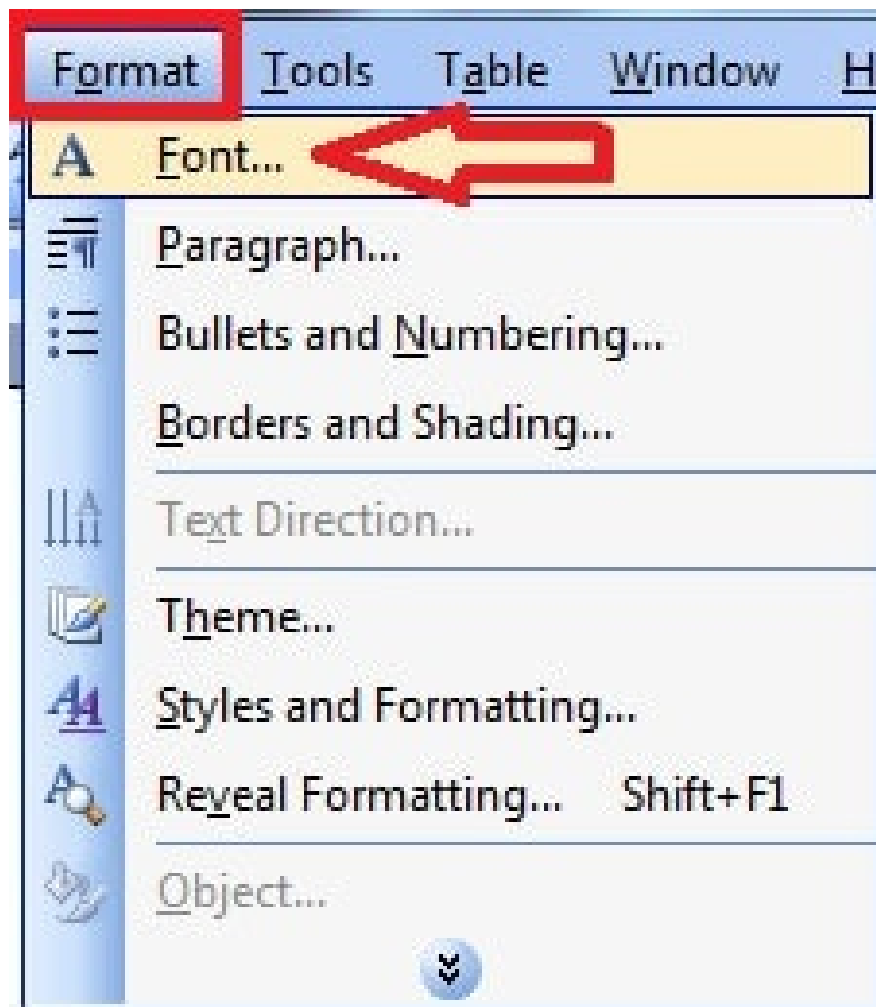 Format Tools Table Window H
Font...
Paragraph...
Bullets and Numbering...
Borders and Shading...
Text Direction...
Theme...
Styles and Formatting...
Reveal Formatting... Shift+F1
Object...